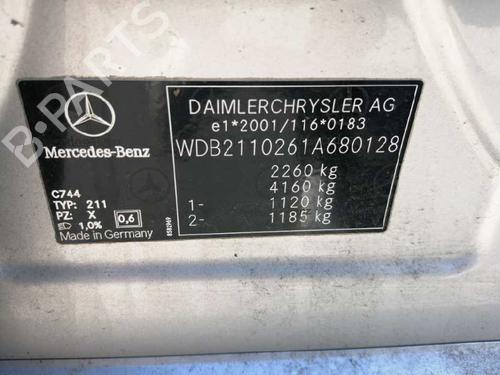 DAIMLERCHRYSLER AG
e1*2001/116*0183
WDB2110261A680128
2260 kg
4160 kg
1- 1120 kg
2- 1185 kg
Mercedes-Benz
C744
TYP: 211
PZ: X
1,0% 0,6
Made in Germany
B-PARTS